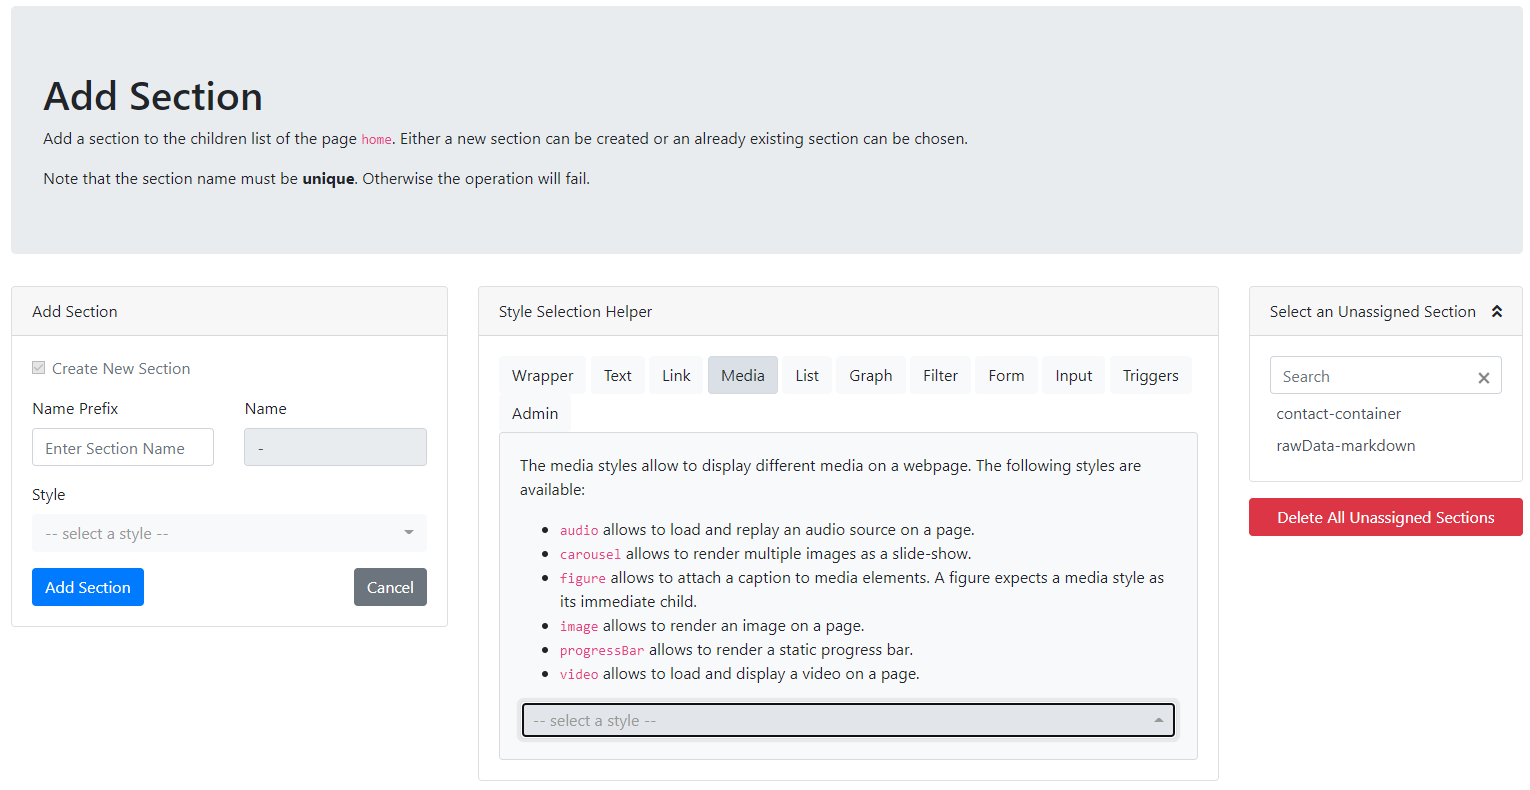 Add Section
Add a section to the children list of the page home. Either a new section can be created or an already existing section can be chosen.
Note that the section name must be unique. Otherwise the operation will fail.
Add Section
Create New Section
Name Prefix
Name
Enter Section Name
-
Style
-- select a style --
Add Section
Cancel
Style Selection Helper
Wrapper
Text
Link
Media
List
Graph
Filter
Form
Input
Triggers
Admin
The media styles allow to display different media on a webpage. The following styles are
available:
• audio allows to load and replay an audio source on a page.
• carousel allows to render multiple images as a slide-show.
• figure allows to attach a caption to media elements. A figure expects a media style as
its immediate child.
• image allows to render an image on a page.
• progressBar allows to render a static progress bar.
• video allows to load and display a video on a page.
-- select a style --
Select an Unassigned Section
Search
contact-container
rawData-markdown
Delete All Unassigned Sections